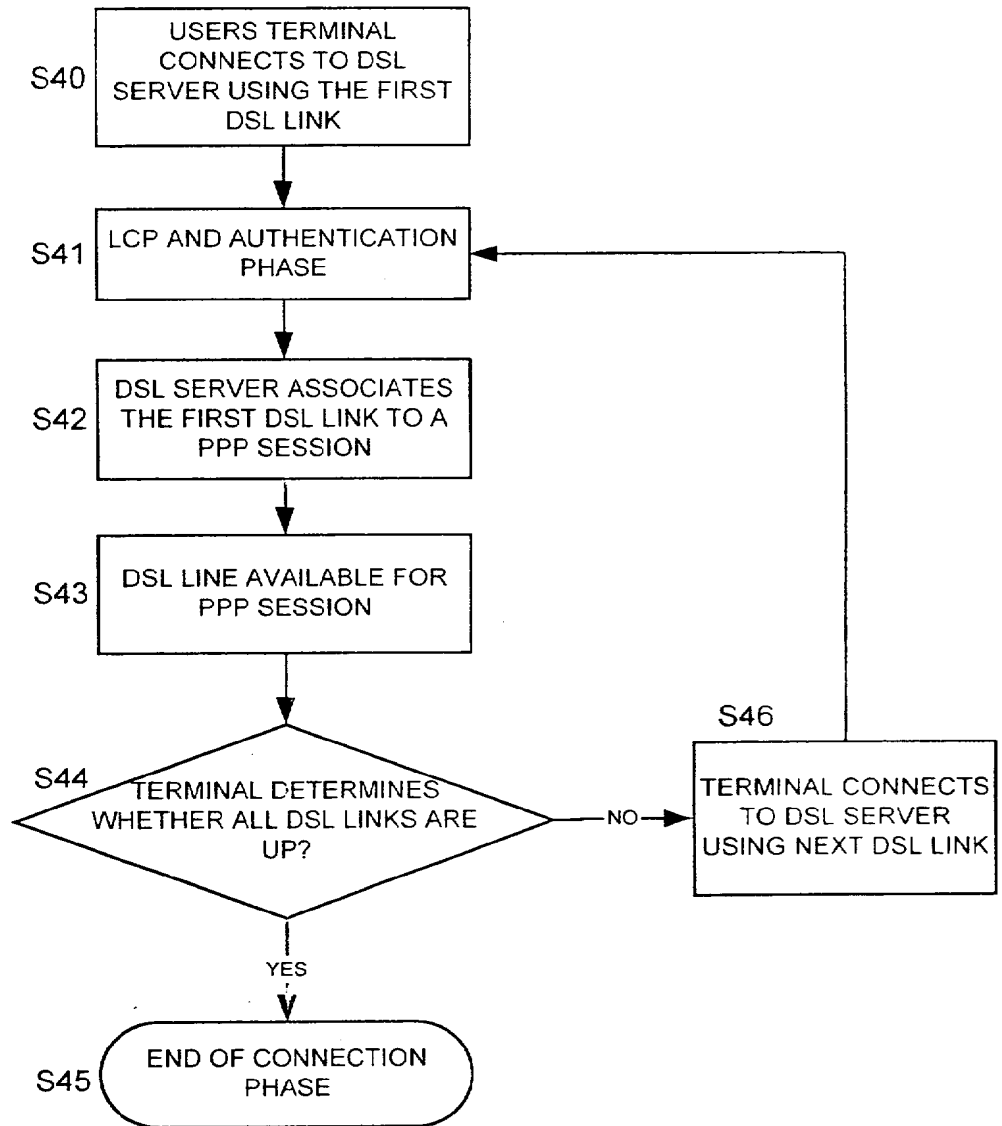 S40
USERS TERMINAL
CONNECTS TO DSL
SERVER USING THE FIRST
DSL LINK
S41
LCP AND AUTHENTICATION
PHASE
S42
DSL SERVER ASSOCIATES
THE FIRST DSL LINK TO A
PPP SESSION
S43
DSL LINE AVAILABLE FOR
PPP SESSION
S44
TERMINAL DETERMINES
WHETHER ALL DSL LINKS ARE
UP?
NO
S46
TERMINAL CONNECTS
TO DSL SERVER
USING NEXT DSL LINK
YES
S45
END OF CONNECTION
PHASE